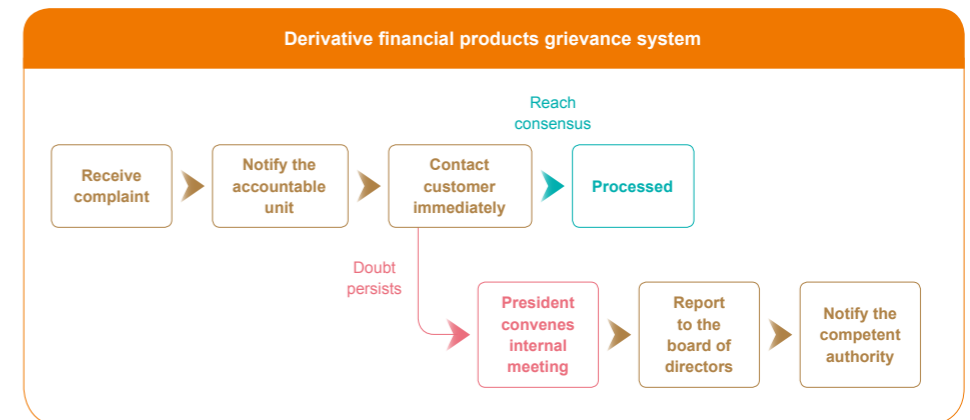 Derivative financial products grievance system
Reach
consensus
Receive
complaint
Notify the
accountable
unit
Contact
customer
immediately
Processed
Doubt
persists
President
convenes
internal
meeting
Report
to the
board of
directors
Notify the
competent
authority